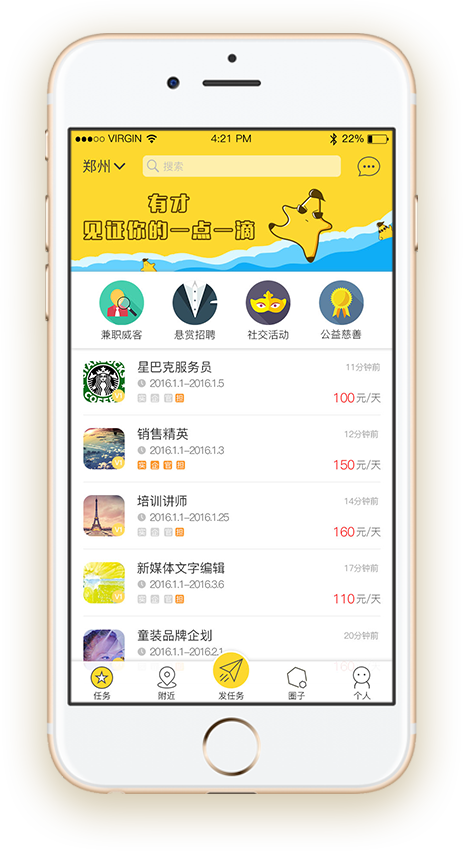 VIRGIN
4:21 PM
22%
郑州
搜索
有才
见证你的一点一滴
兼职威客
悬赏招聘
社交活动
公益慈善
星巴克服务员
11分钟前
2016.1.1-2016.1.5
100元/天
销售精英
12分钟前
2016.1.1-2016.1.3
150元/天
培训讲师
14分钟前
2016.1.1-2016.1.25
160元/天
新媒体文字编辑
17分钟前
2016.1.1-2016.3.6
110元/天
童装品牌企划
20分钟前
2016.1.1-2016.2.1
任务
附近
发任务
圈子
个人